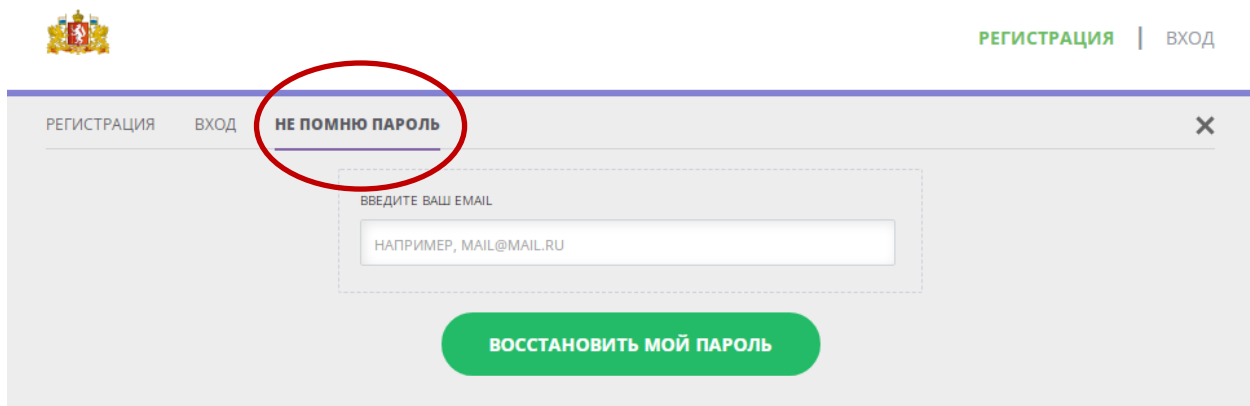 РЕГИСТРАЦИЯ | ВХОД
РЕГИСТРАЦИЯ ВХОД НЕ ПОМНЮ ПАРОЛЬ
ВВЕДИТЕ ВАШ EMAIL
НАПРИМЕР, MAIL@MAIL.RU
ВОССТАНОВИТЬ МОЙ ПАРОЛЬ